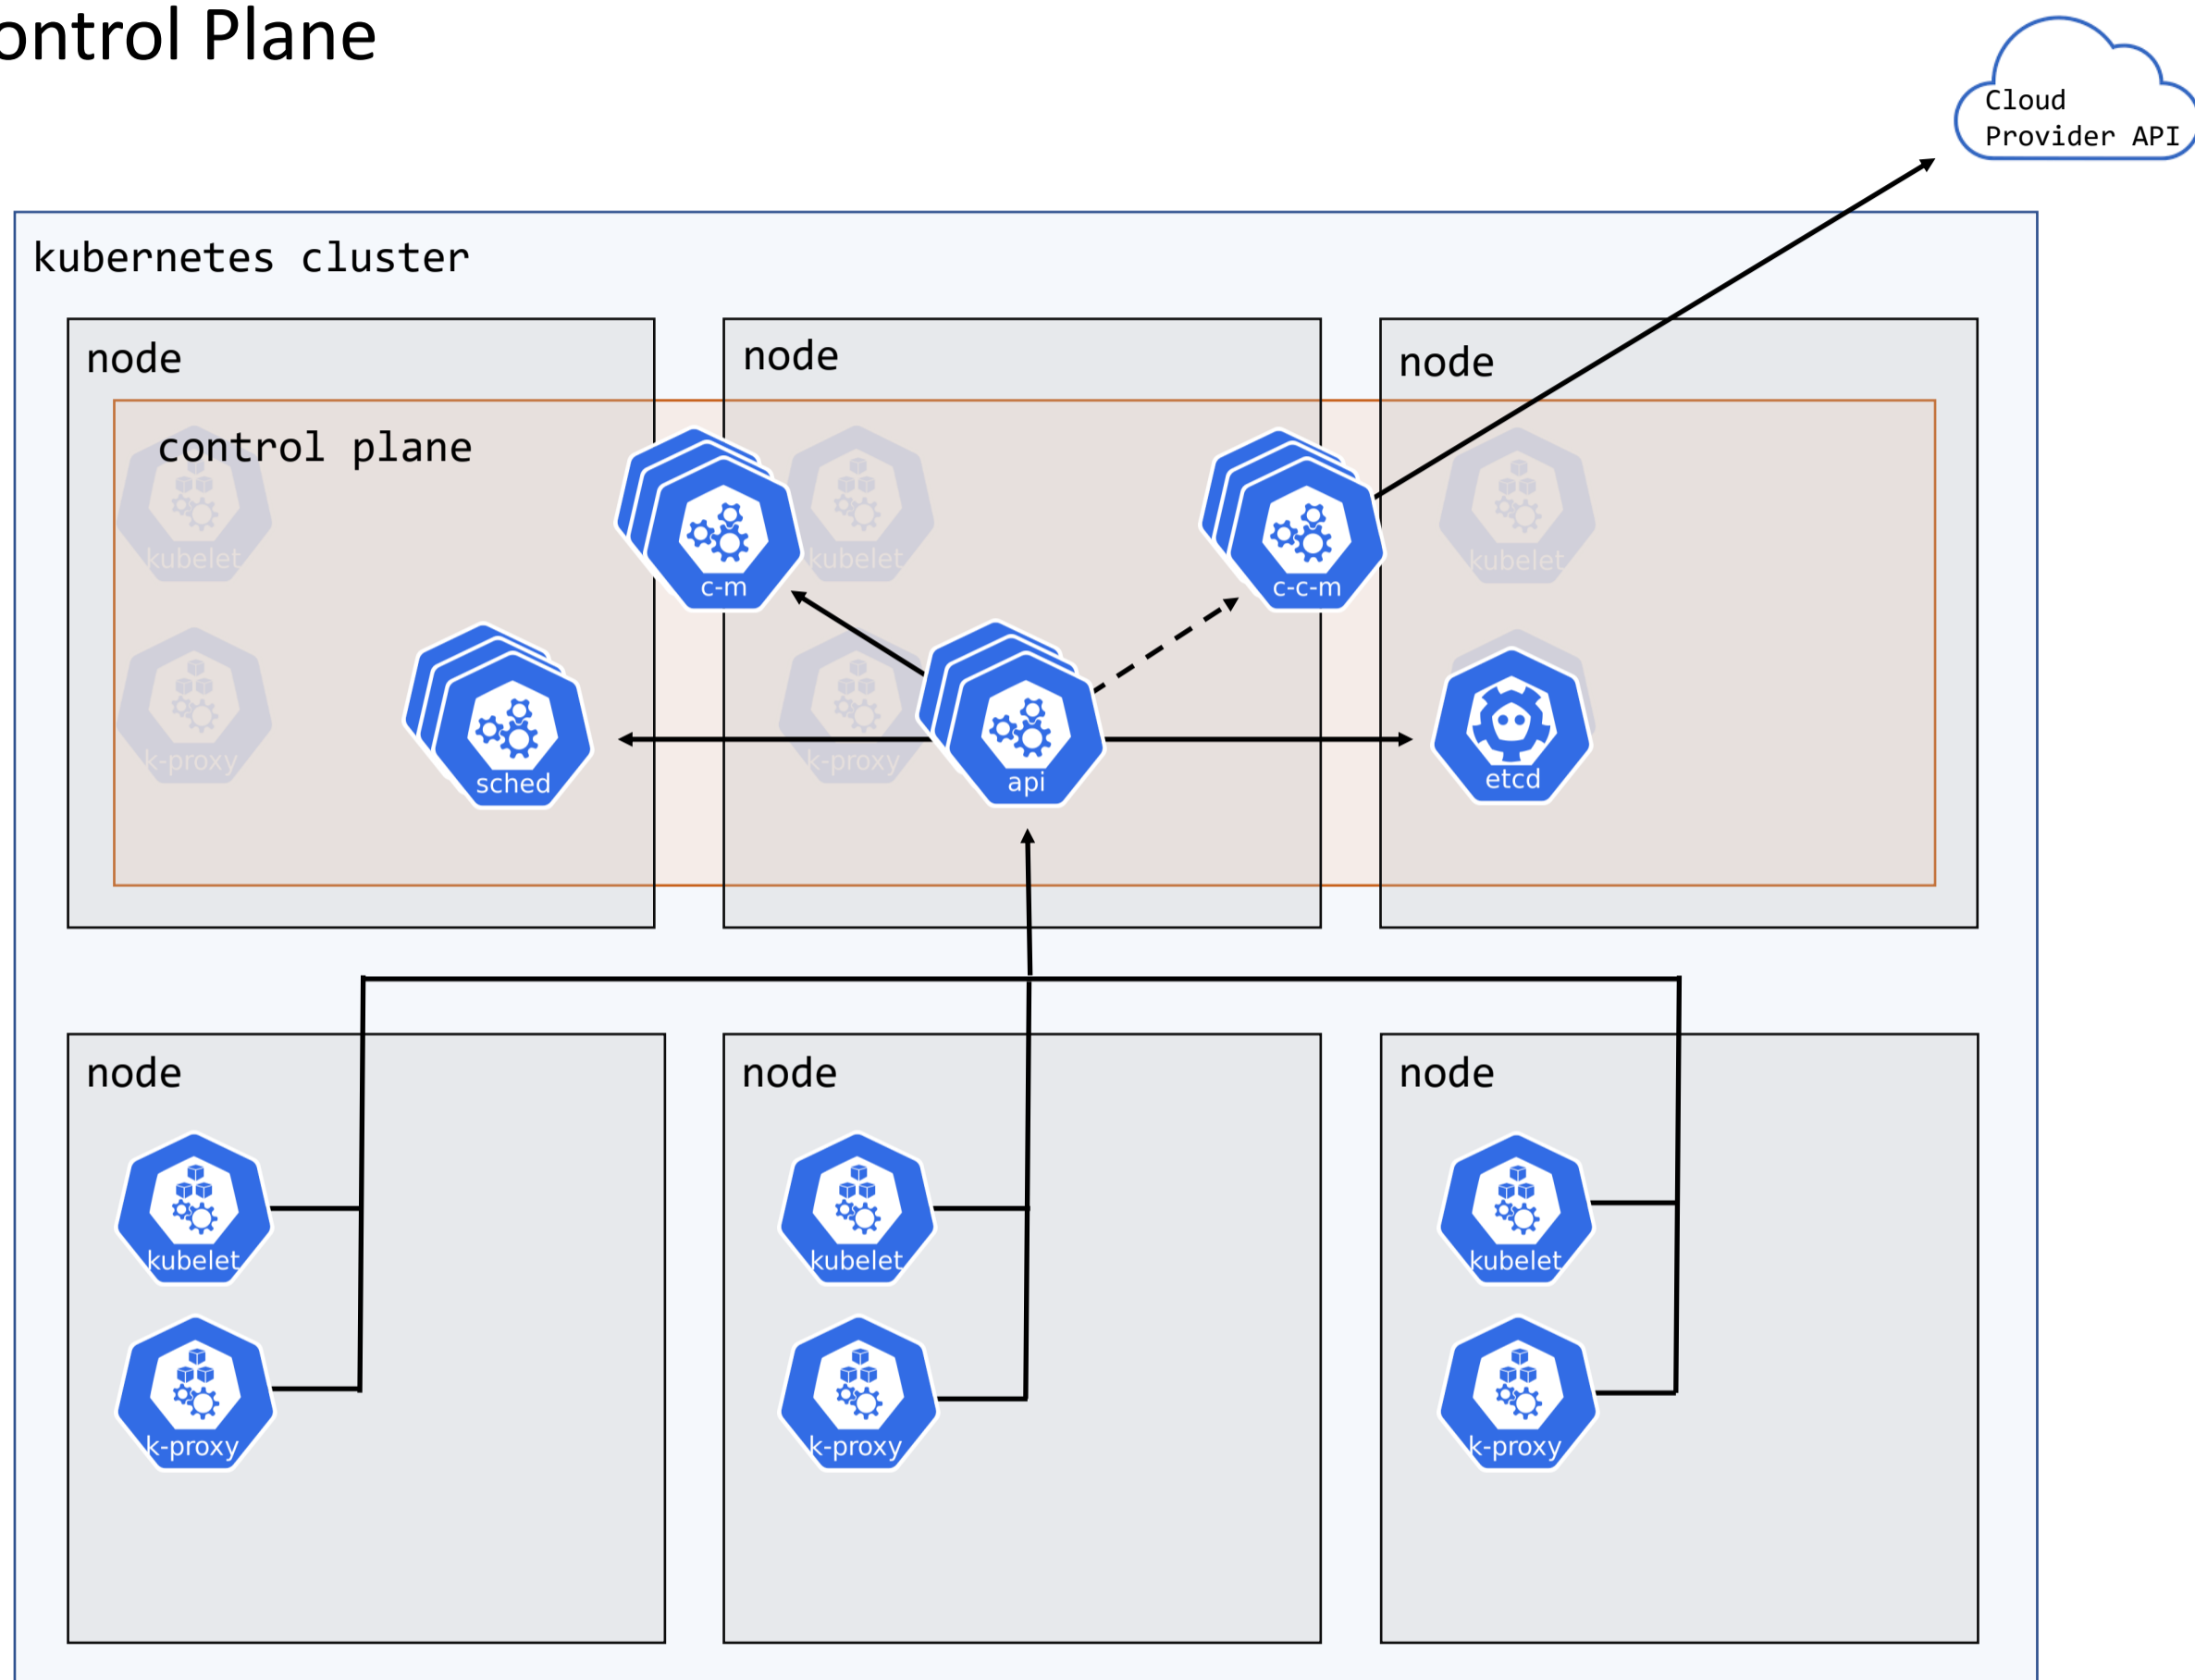 ontrol Plane
Cloud
Provider API
kubernetes cluster
node
node
node
control plane
kubelet
c-m
kubelet
c-c-m
kubelet
k-proxy
sched
k-proxy
api
etcd
node
node
node
kubelet
kubelet
kubelet
k-proxy
k-proxy
k-proxy